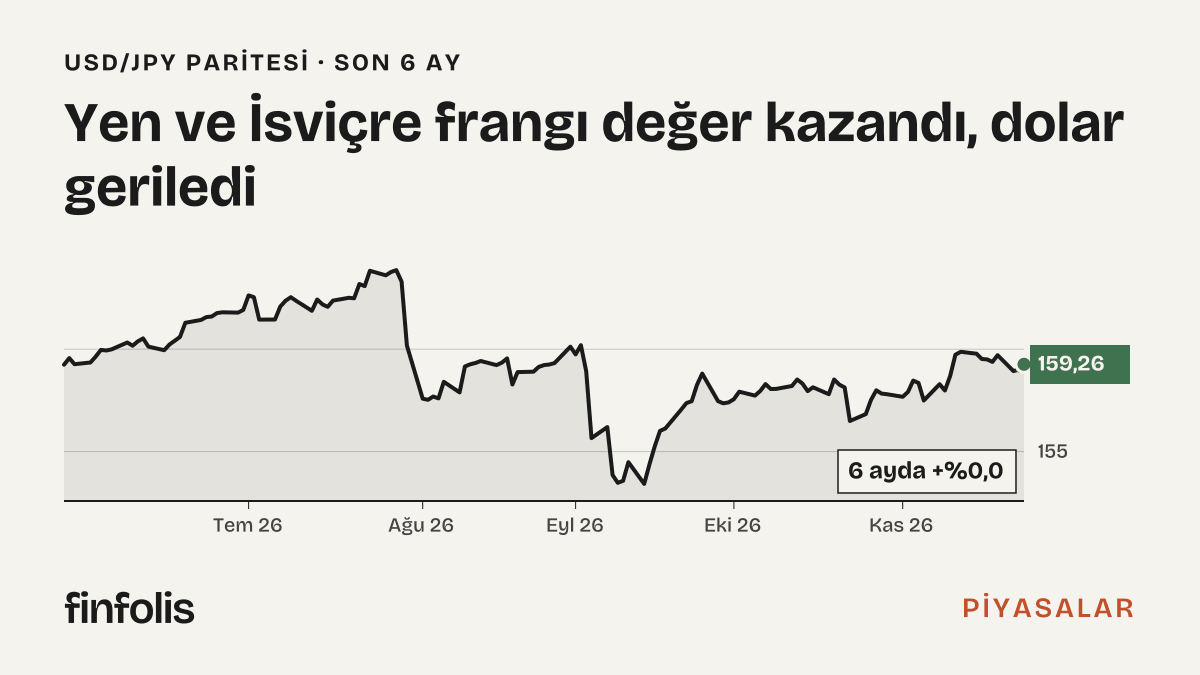 USD/JPY PARİTESİ · SON 6 AY
Yen ve İsviçre frangı değer kazandı, dolar
geriledi
159,26
155
6 ayda +%0,0
Tem 26 Ağu 26 Eyl 26 Eki 26 Kas 26
finfolis
PİYASALAR